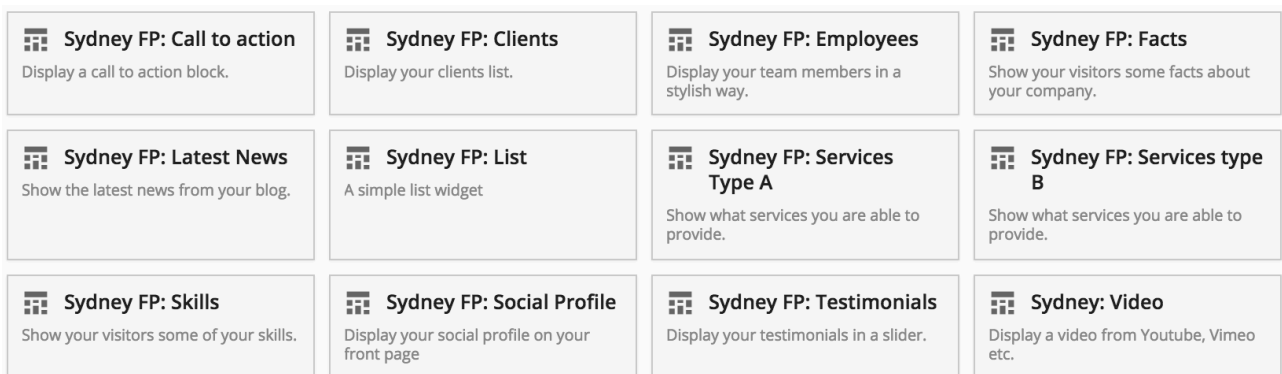 Sydney FP: Call to action
Display a call to action block.
Sydney FP: Clients
Display your clients list.
Sydney FP: Employees
Display your team members in a
stylish way.
Sydney FP: Facts
Show your visitors some facts about
your company.
Sydney FP: Latest News
Show the latest news from your blog.
Sydney FP: List
A simple list widget
Sydney FP: Services
Type A
Show what services you are able to
provide.
Sydney FP: Services type
B
Show what services you are able to
provide.
Sydney FP: Skills
Show your visitors some of your skills.
Sydney FP: Social Profile
Display your social profile on your
front page
Sydney FP: Testimonials
Display your testimonials in a slider.
Sydney: Video
Display a video from Youtube, Vimeo
etc.